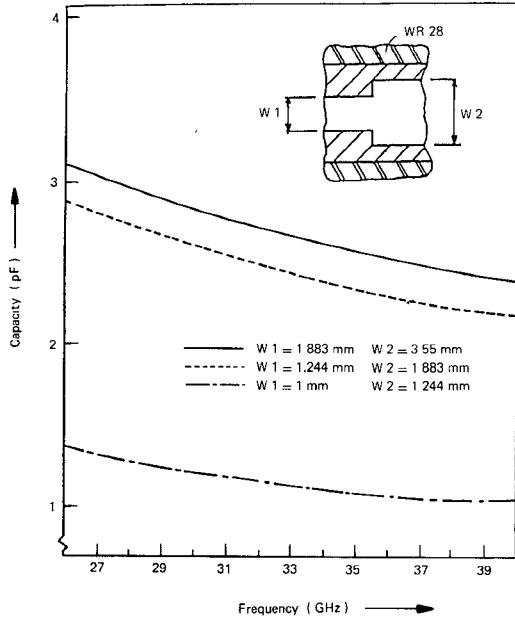 4
WR 28
W 1
W 2
3
Capacity ( pF )
2
W 1 = 1 883 mm W 2 = 3 55 mm
W 1 = 1.244 mm W 2 = 1 883 mm
W 1 = 1 mm W 2 = 1 244 mm
1
27 29 31 33 35 37 39
Frequency ( GHz )